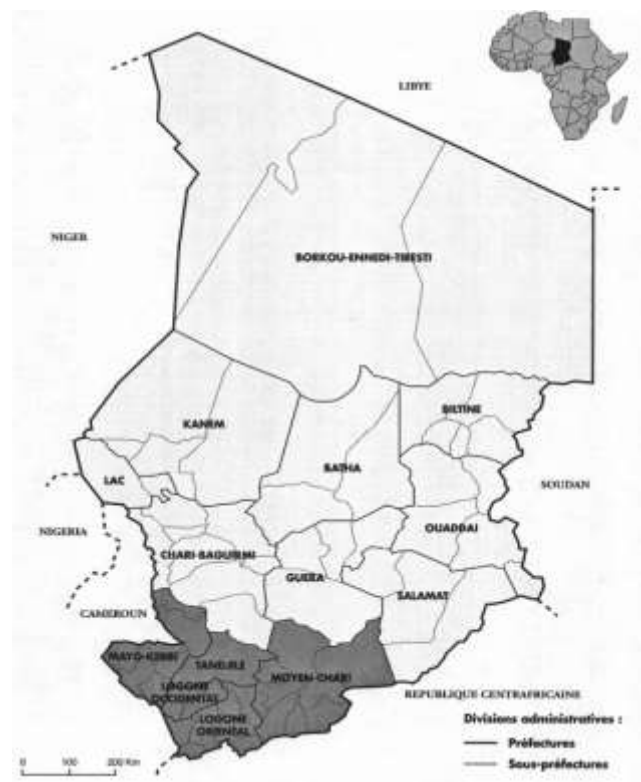 LIBYE
NIGER
BORKOU-ENNEDI-TIBESTI
KANEM
BILTINE
BATHA
LAC
SOUDAN
NIGERIA
OUADDAI
CHARI-BAGUIRMI
GUERA
SALAMAT
CAMEROUN
MAYO-KEBBI
TANDJILE
MOYEN-CHARI
LOGONE
OCCIDENTAL
REPUBLIQUE CENTRAFRICAINE
LOGONE
ORIENTAL
Divisions administratives :
Préfectures
Sous-préfectures
0 100 200 Km